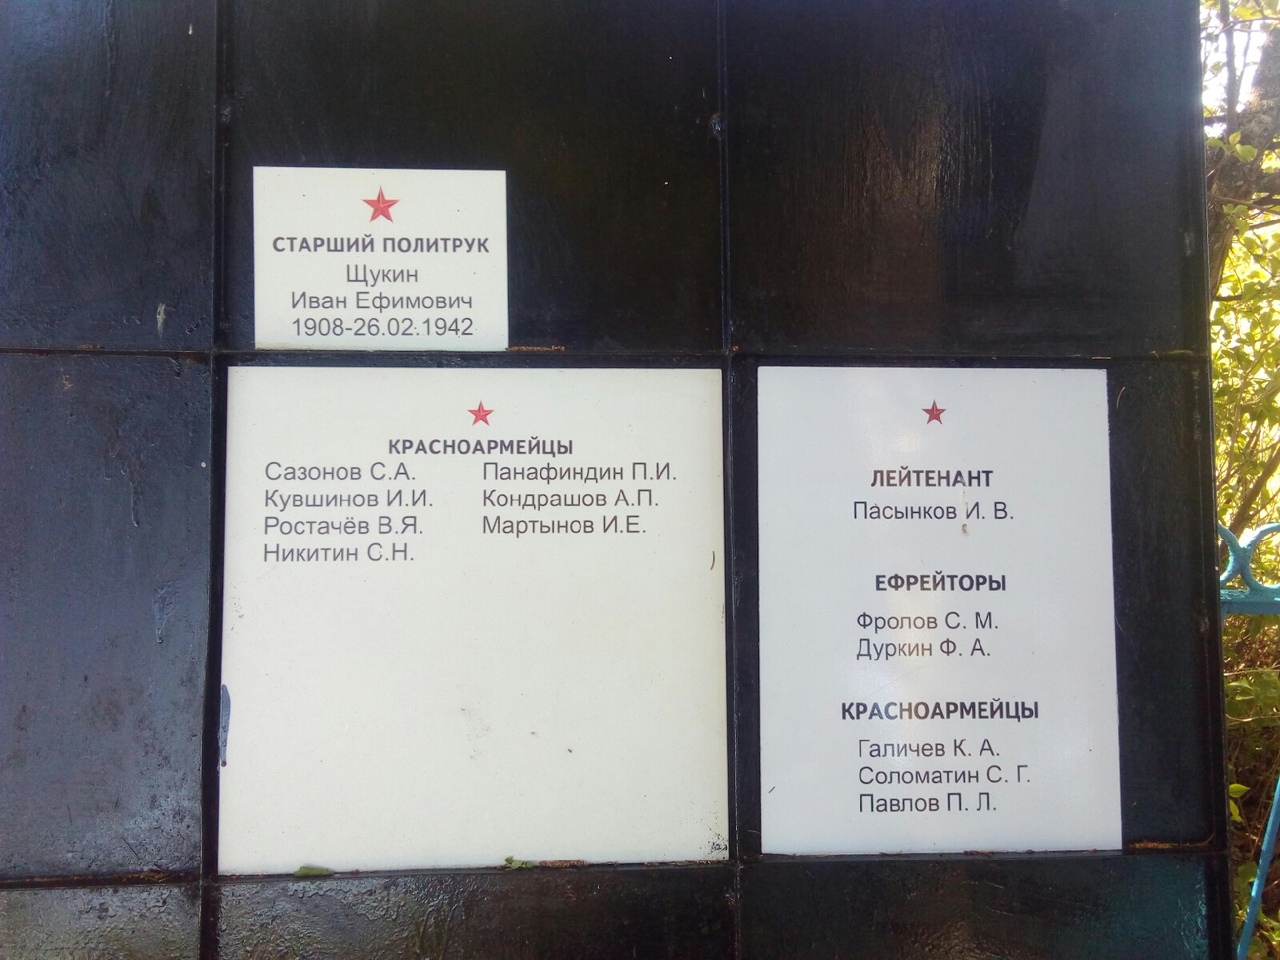 СТАРШИЙ ПОЛИТРУК
Щукин
Иван Ефимович
1908-26.02.1942
КРАСНОАРМЕЙЦЫ
Сазонов С.А.
Кувшинов И.И.
Ростачёв В.Я.
Никитин С.Н.
Панафиндин П.И.
Кондрашов А.П.
Мартынов И.Е.
ЛЕЙТЕНАНТ
Пасынков И. В.
ЕФРЕЙТОРЫ
Фролов С. М.
Дуркин Ф. А.
КРАСНОАРМЕЙЦЫ
Галичев К. А.
Соломатин С. Г.
Павлов П. Л.